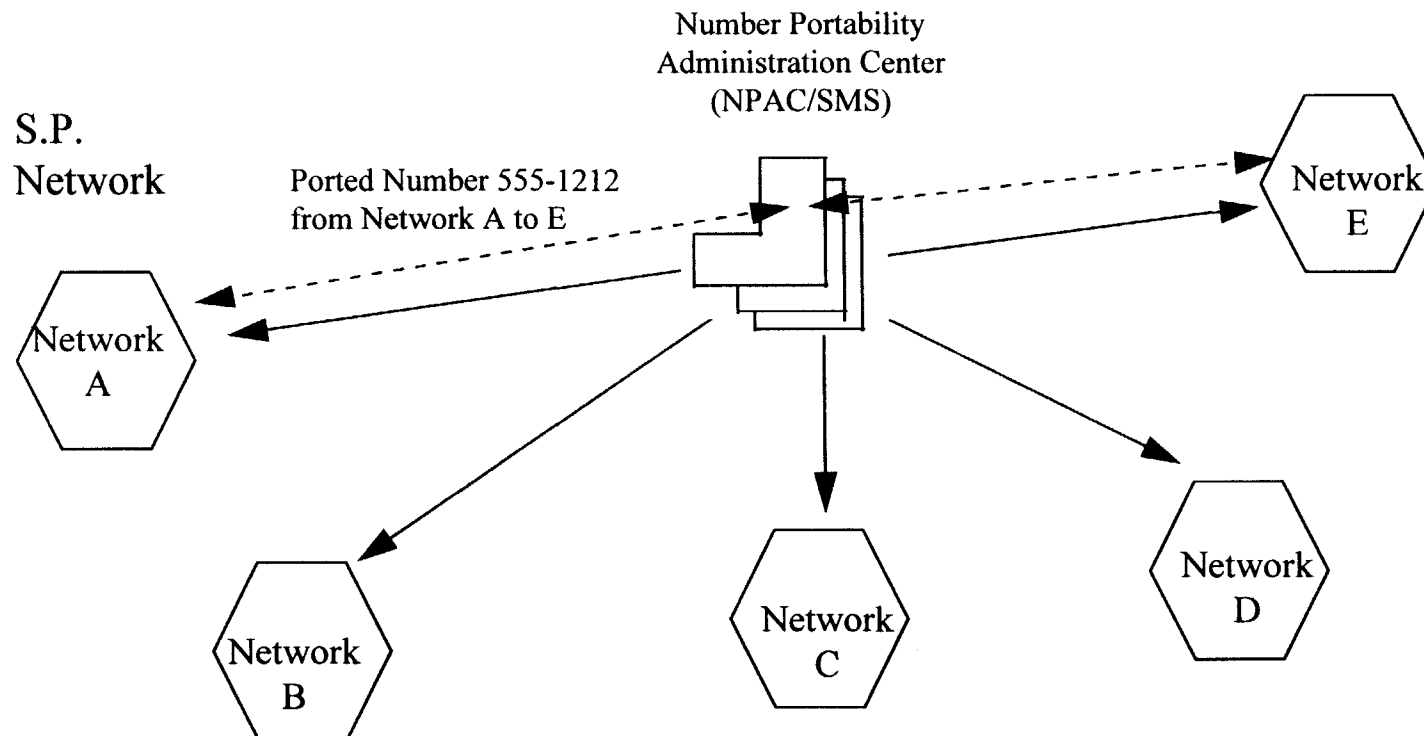 Number Portability
Administration Center
(NPAC/SMS)
S.P.
Network
Ported Number 555-1212
from Network A to E
Network
E
Network
A
Network
D
Network
C
Network
B